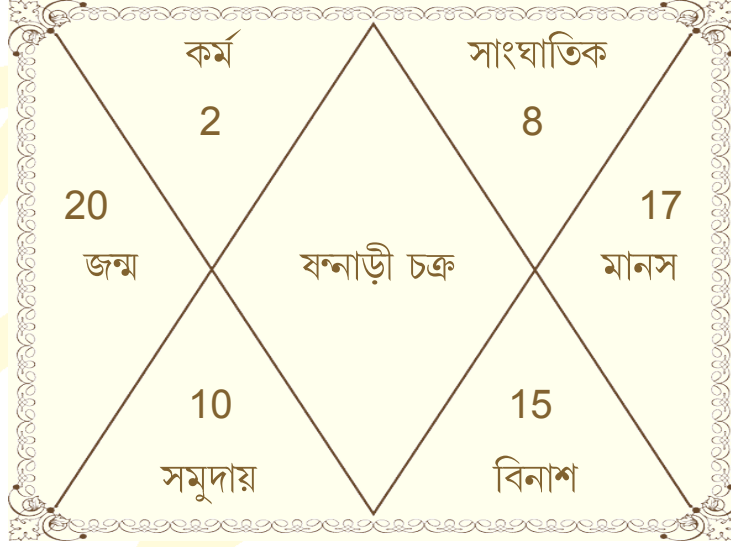 কর্ম
সাংঘাতিক
2
8
20
17
জন্ম
ষন্নাড়ী চক্র
মানস
10
15
সমুদায়
বিনাশ